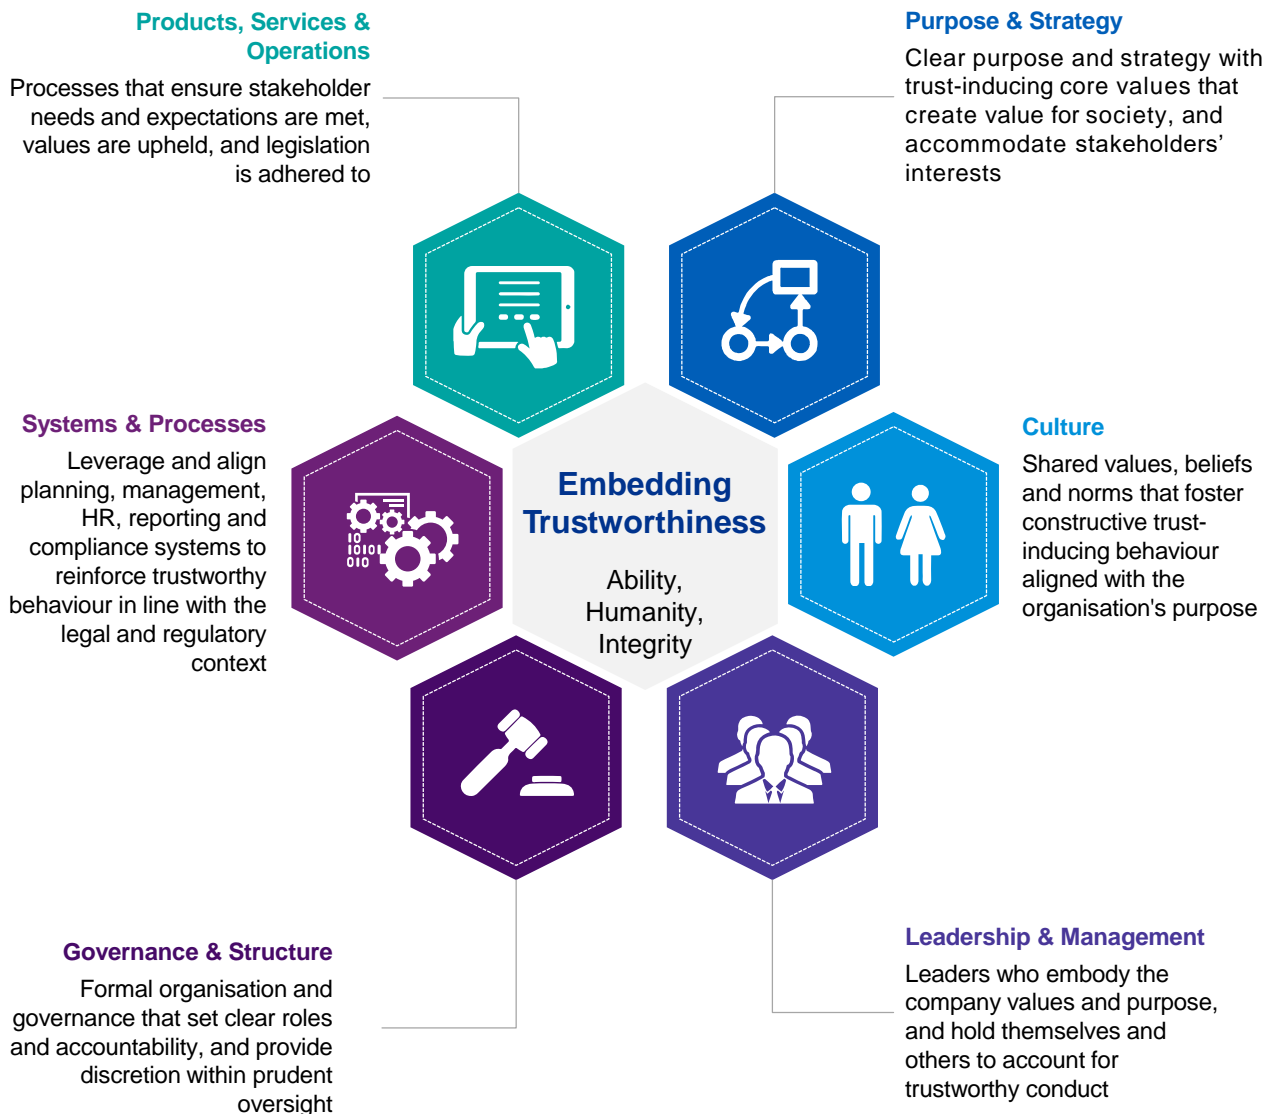 Products, Services &
Operations
Processes that ensure stakeholder
needs and expectations are met,
values are upheld, and legislation
is adhered to
Purpose & Strategy
Clear purpose and strategy with
trust-inducing core values that
create value for society, and
accommodate stakeholders’
interests
Systems & Processes
Leverage and align
planning, management,
HR, reporting and
compliance systems to
reinforce trustworthy
behaviour in line with the
legal and regulatory
context
10
10101
010
Embedding
Trustworthiness
Ability,
Humanity,
Integrity
Culture
Shared values, beliefs
and norms that foster
constructive trust-
inducing behaviour
aligned with the
organisation's purpose
Governance & Structure
Formal organisation and
governance that set clear roles
and accountability, and provide
discretion within prudent
oversight
Leadership & Management
Leaders who embody the
company values and purpose,
and hold themselves and
others to account for
trustworthy conduct